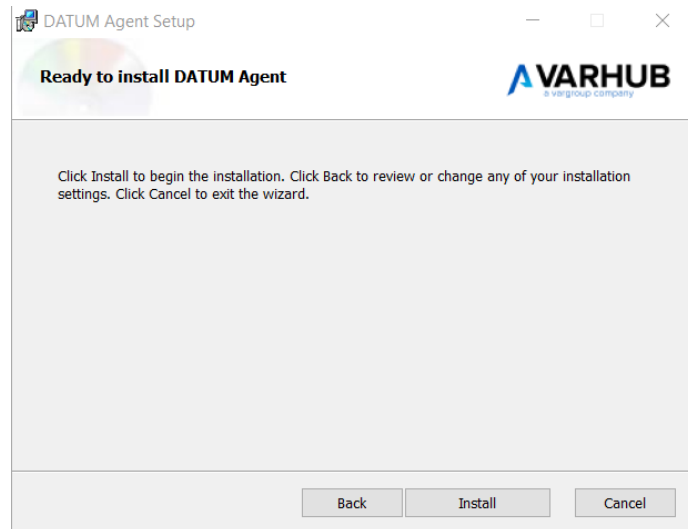 DATUM Agent Setup
Ready to install DATUM Agent
VARHUB
a vargroup company
Click Install to begin the installation. Click Back to review or change any of your installation
settings. Click Cancel to exit the wizard.
Back
Install
Cancel